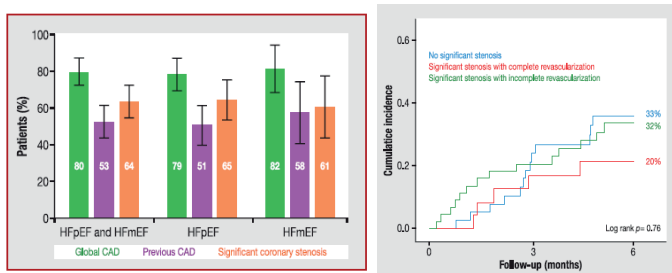 100
80
60
40
20
0
Patients (%)
80 53 64 79 51 65 82 58 61
HFpEF and HFmEF HFpEF HFmEF
Global CAD Previous CAD Significant coronary stenosis
0.6
0.4
0.2
0.0
Cumulative incidence
No significant stenosis
Significant stenosis with complete revascularization
Significant stenosis with incomplete revascularization
33%
32%
20%
Log rank p= 0.76
0 3 6
Follow-up (months)